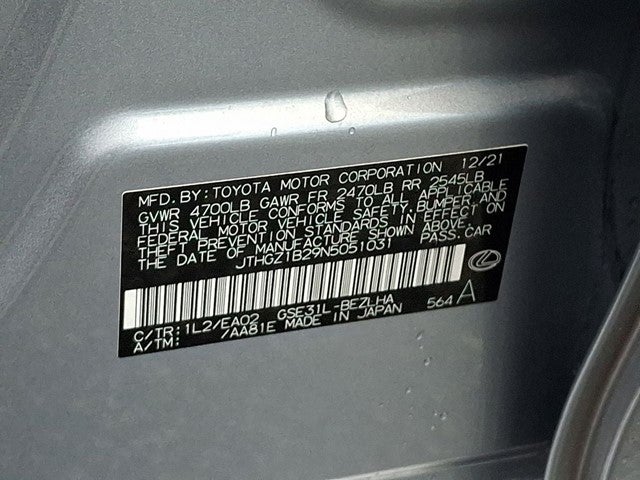 MFD.BY:TOYOTA MOTOR CORPORATION 12/21
GVWR 4700LB GAWR FR 2470LB RR 2545LB
THIS VEHICLE CONFORMS TO ALL APPLICABLE
FEDERAL MOTOR VEHICLE SAFETY,BUMPER,AND
THEFT PREVENTION STANDARDS IN EFFECT ON
THE DATE OF MANUFACTURE SHOWN ABOVE.
JTHGZ1B29N5051031 PASS.CAR
C/TR:1L2/EA02 GSE31L-BEZLHA 564 A
A/TM: 7AA81E MADE IN JAPAN